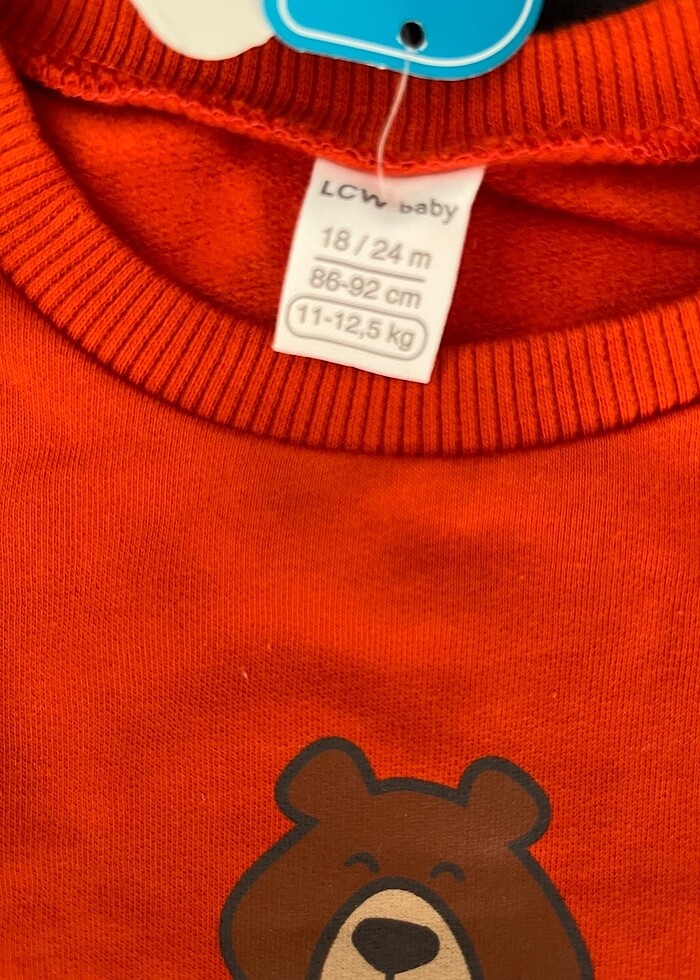 LCW baby
18 / 24 m
86-92 cm
11-12,5 kg